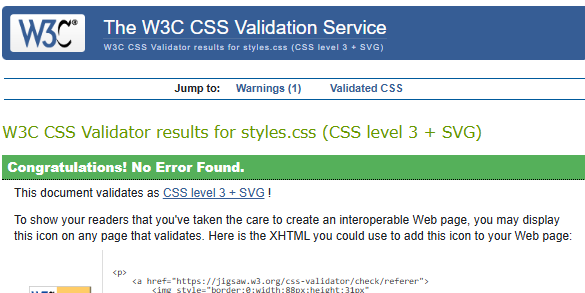 W3C® The W3C CSS Validation Service
W3C CSS Validator results for styles.css (CSS level 3 + SVG)
Jump to: Warnings (1) Validated CSS
W3C CSS Validator results for styles.css (CSS level 3 + SVG)
Congratulations! No Error Found.
This document validates as CSS level 3 + SVG !
To show your readers that you've taken the care to create an interoperable Web page, you may display
this icon on any page that validates. Here is the XHTML you could use to add this icon to your Web page:
<p>
<a href="https://jigsaw.w3.org/css-validator/check/referer">
<img style="border:0;width:88px;height:31px"